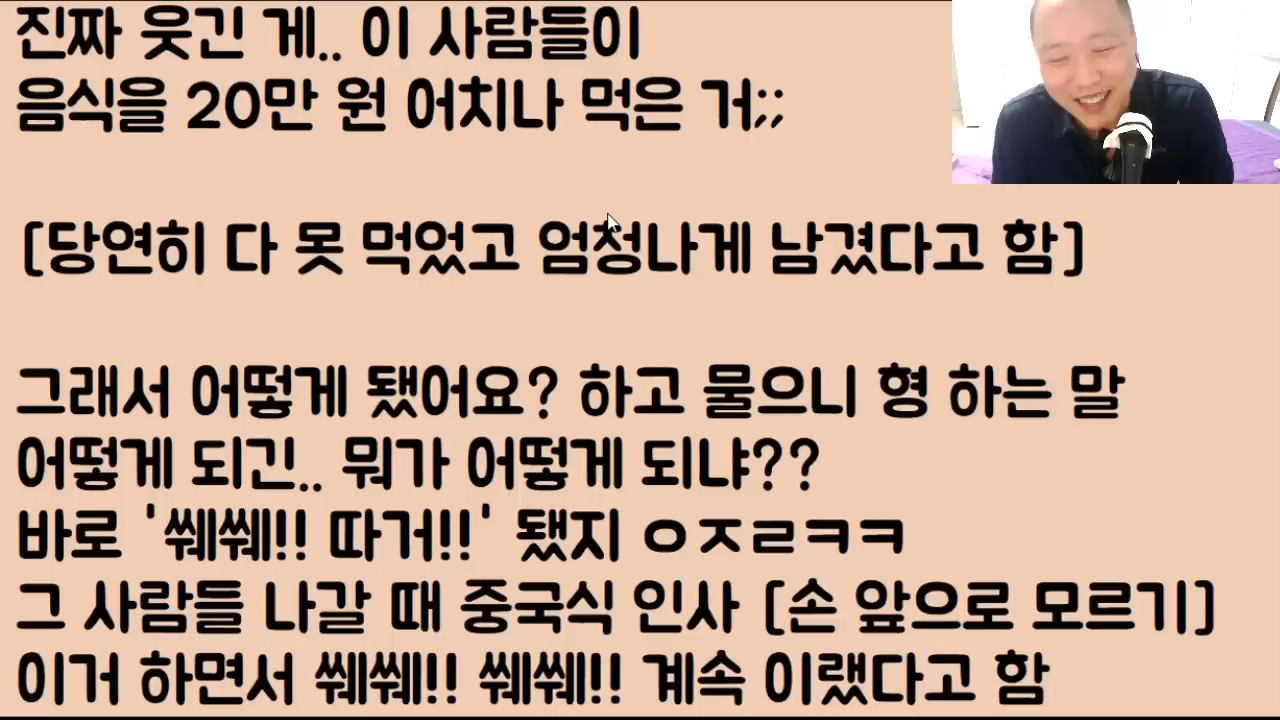 진짜 웃긴 게.. 이 사람들이
음식을 20만 원 어치나 먹은 거;;
[당연히 다 못 먹었고 엄청나게 남겼다고 함]
그래서 어떻게 됐어요? 하고 물으니 형 하는 말
어떻게 되긴.. 뭐가 어떻게 되냐??
바로 '쒜쒜!! 따거!!' 됐지 ㅇㅈㄹㅋㅋ
그 사람들 나갈 때 중국식 인사 [손 앞으로 모르기]
이거 하면서 쒜쒜!! 쒜쒜!! 계속 이랬다고 함